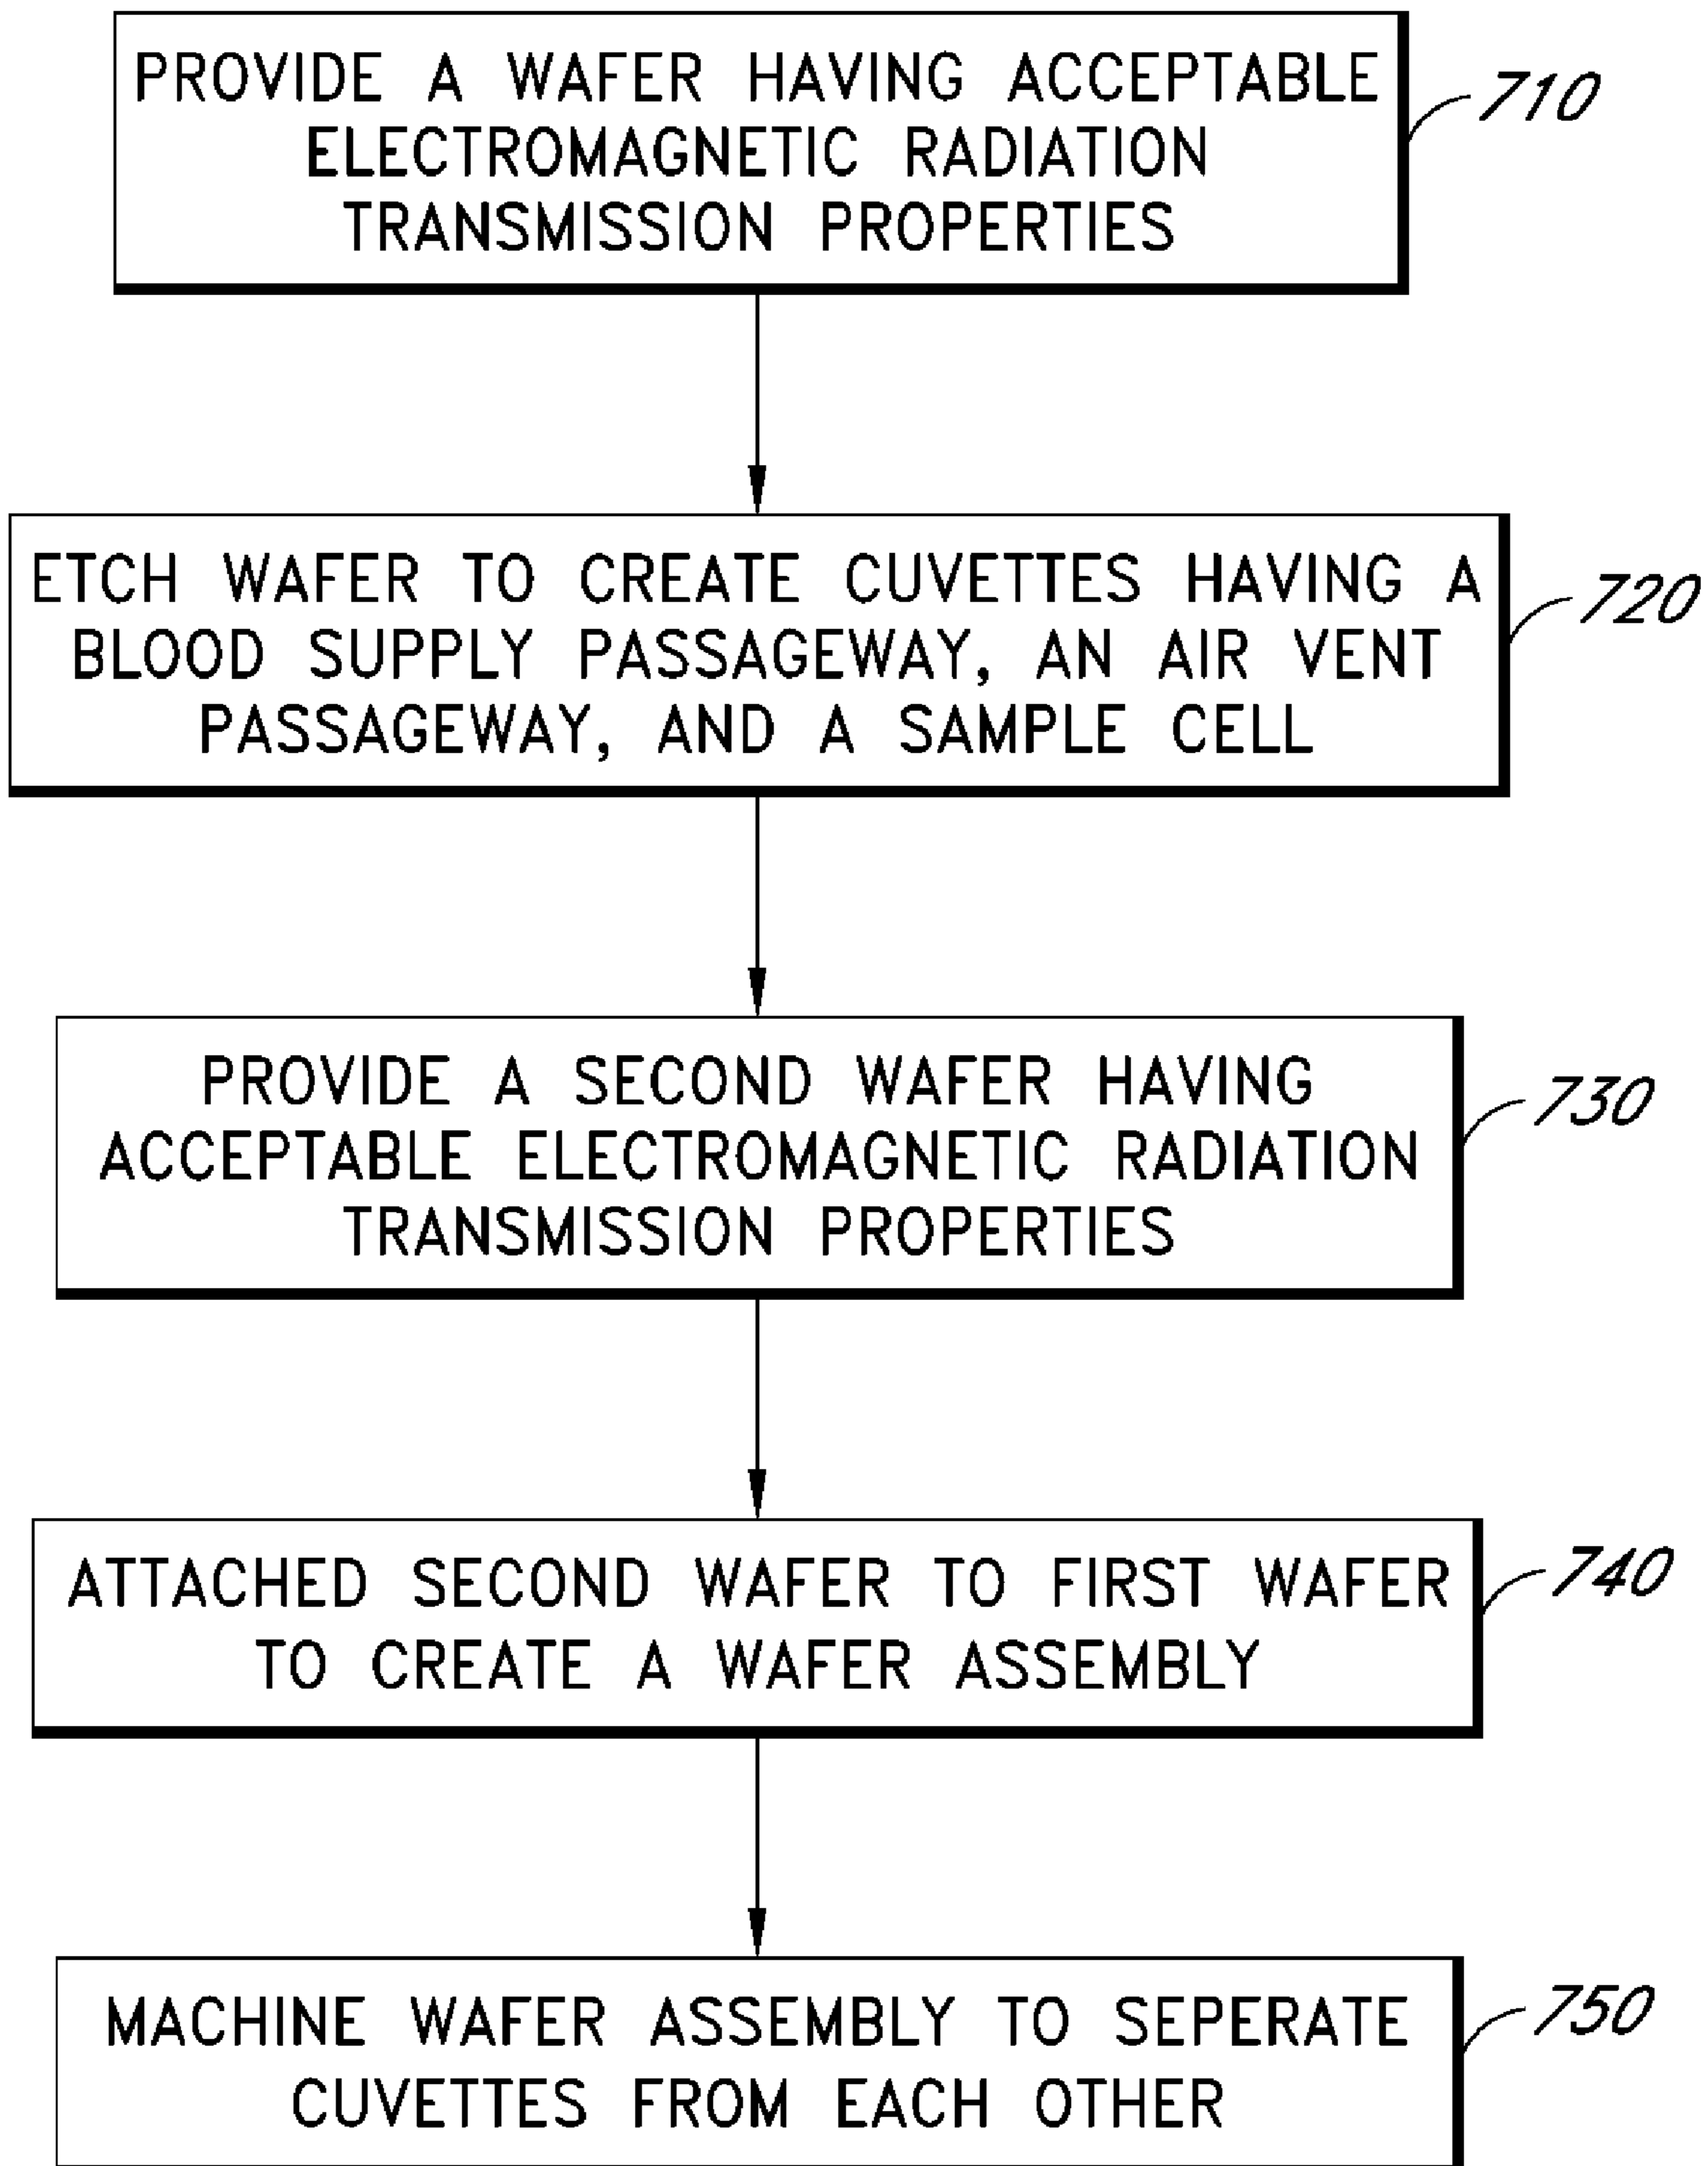 PROVIDE A WAFER HAVING ACCEPTABLE
ELECTROMAGNETIC RADIATION
TRANSMISSION PROPERTIES
710
ETCH WAFER TO CREATE CUVETTES HAVING A
BLOOD SUPPLY PASSAGEWAY, AN AIR VENT
PASSAGEWAY, AND A SAMPLE CELL
720
PROVIDE A SECOND WAFER HAVING
ACCEPTABLE ELECTROMAGNETIC RADIATION
TRANSMISSION PROPERTIES
730
ATTACHED SECOND WAFER TO FIRST WAFER
TO CREATE A WAFER ASSEMBLY
740
MACHINE WAFER ASSEMBLY TO SEPERATE
CUVETTES FROM EACH OTHER
750